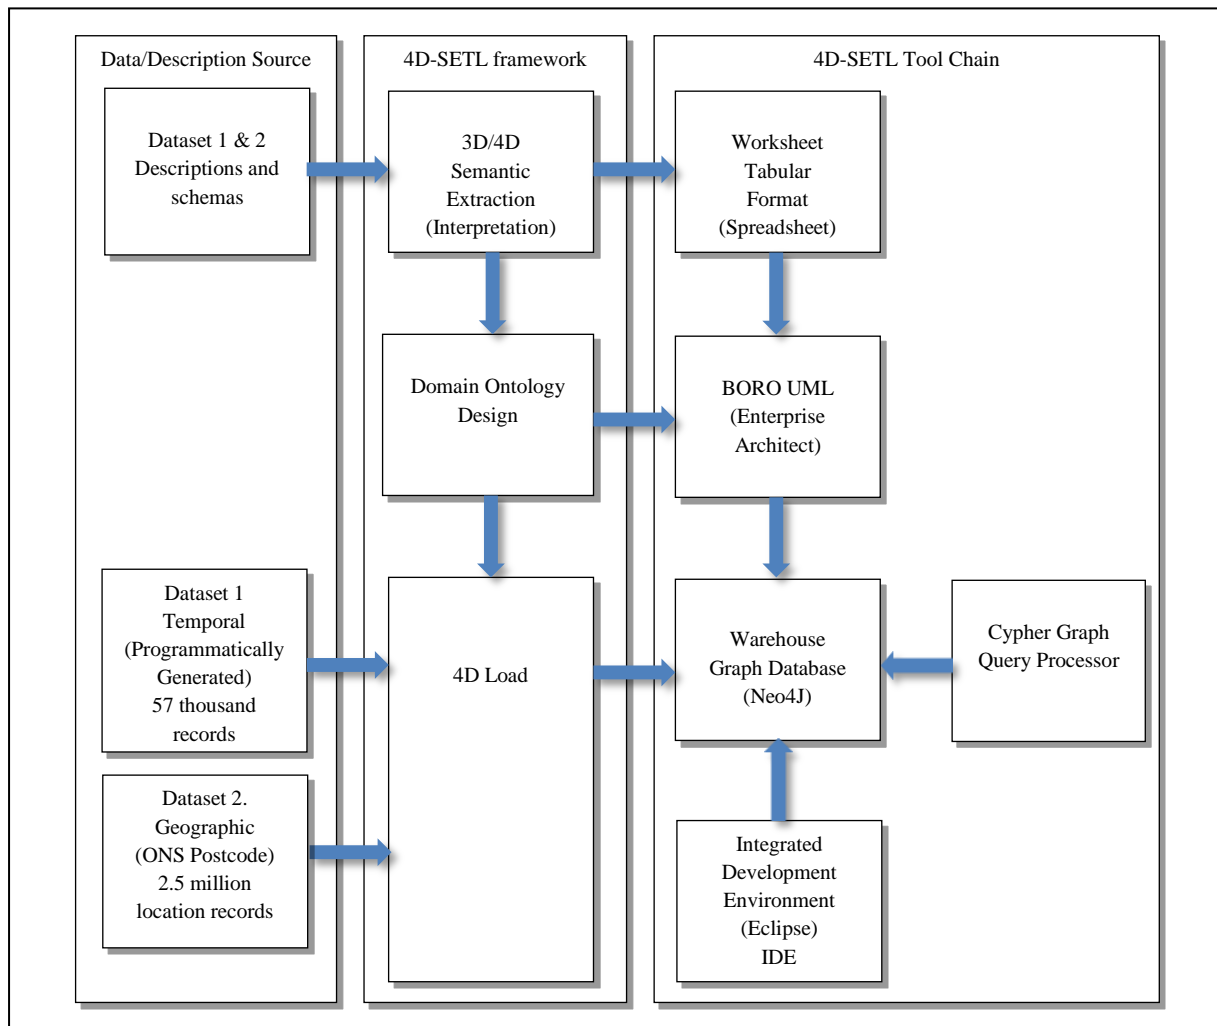 Data/Description Source
Dataset 1 & 2
Descriptions and
schemas
Dataset 1
Temporal
(Programmatically
Generated)
57 thousand
records
Dataset 2.
Geographic
(ONS Postcode)
2.5 million
location records
4D-SETL framework
3D/4D
Semantic
Extraction
(Interpretation)
Domain Ontology
Design
4D Load
4D-SETL Tool Chain
Worksheet
Tabular
Format
(Spreadsheet)
BORO UML
(Enterprise
Architect)
Warehouse
Graph Database
(Neo4J)
Cypher Graph
Query Processor
Integrated
Development
Environment
(Eclipse)
IDE